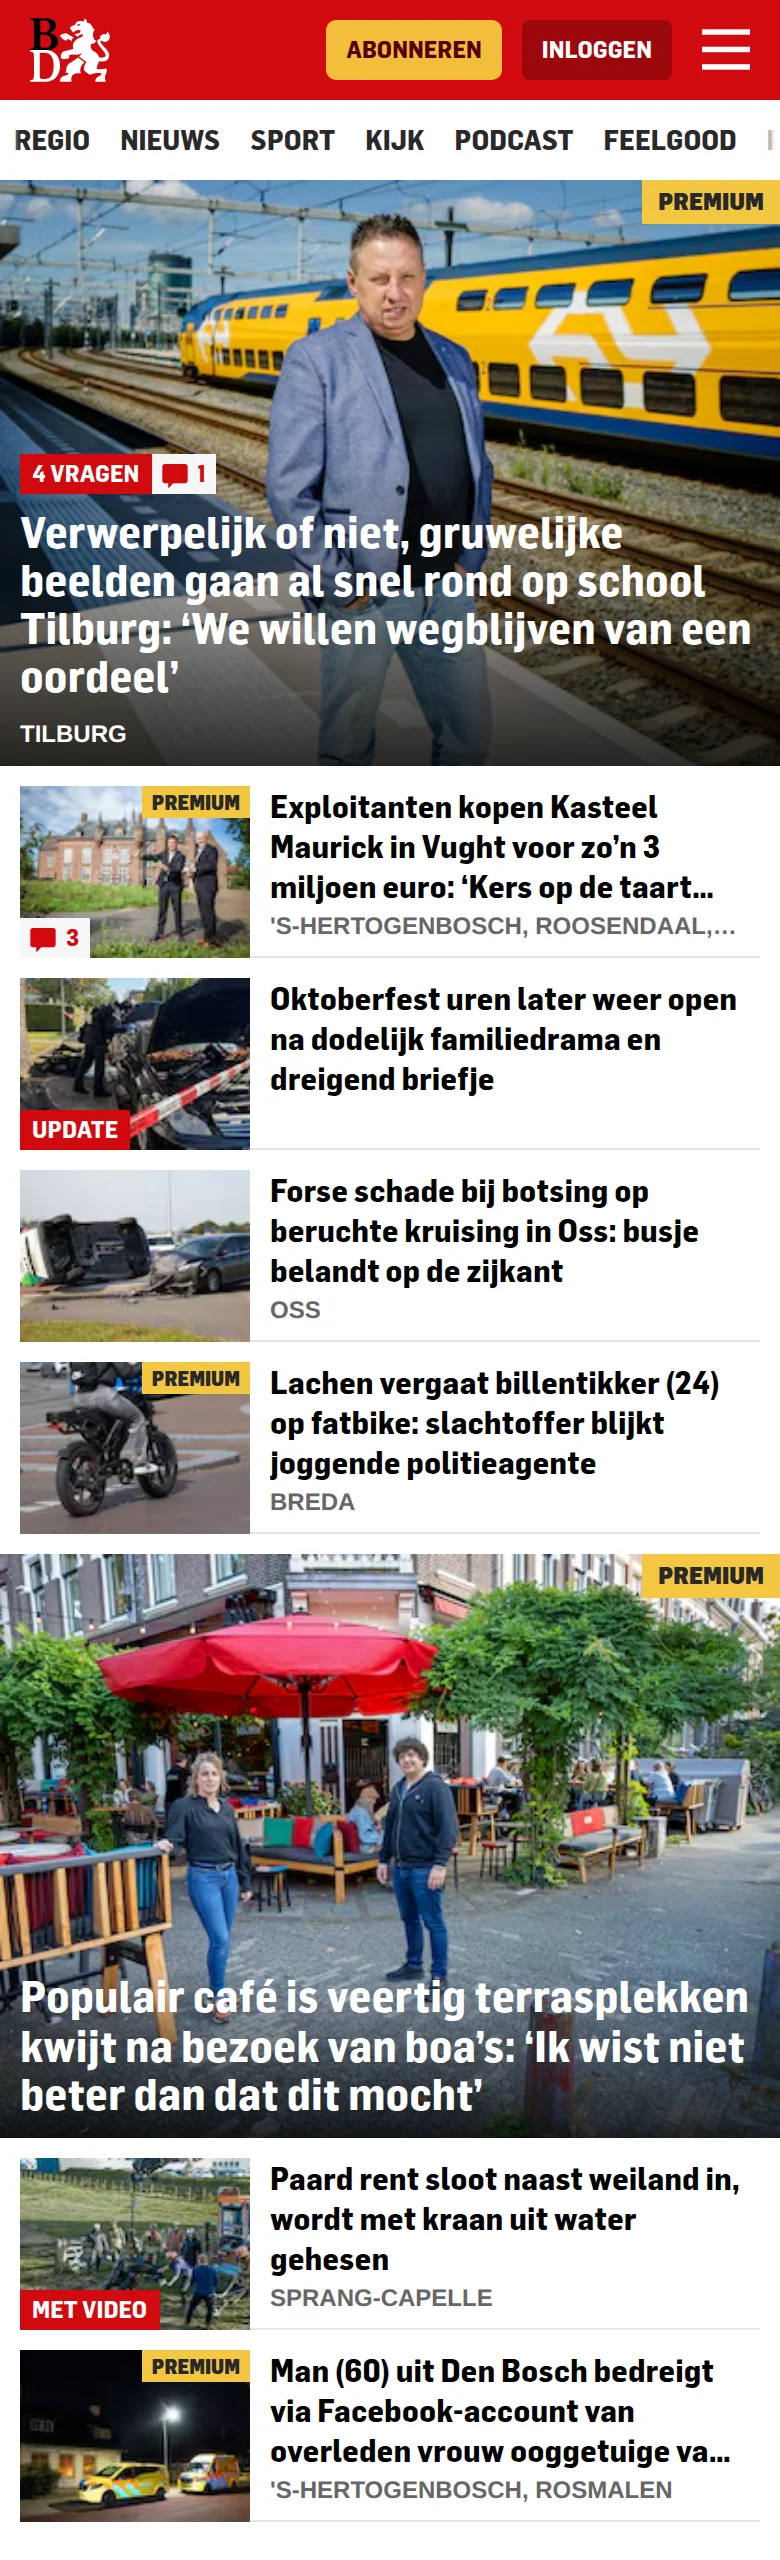 BD
ABONNEREN
INLOGGEN
REGIO NIEUWS SPORT KIJK PODCAST FEELGOOD
PREMIUM
4 VRAGEN 1
Verwerpelijk of niet, gruwelijke
beelden gaan al snel rond op school
Tilburg: ‘We willen wegblijven van een
oordeel’
TILBURG
PREMIUM
3
Exploitanten kopen Kasteel
Maurick in Vught voor zo’n 3
miljoen euro: ‘Kers op de taart...
'S-HERTOGENBOSCH, ROOSENDAAL,...
UPDATE
Oktoberfest uren later weer open
na dodelijk familiedrama en
dreigend briefje
Forse schade bij botsing op
beruchte kruising in Oss: busje
belandt op de zijkant
OSS
PREMIUM
Lachen vergaat billentikker (24)
op fatbike: slachtoffer blijkt
joggende politieagente
BREDA
PREMIUM
Populair café is veertig terrasplekken
kwijt na bezoek van boa’s: ‘Ik wist niet
beter dan dat dit mocht’
MET VIDEO
Paard rent sloot naast weiland in,
wordt met kraan uit water
gehesen
SPRANG-CAPELLE
PREMIUM
Man (60) uit Den Bosch bedreigt
via Facebook-account van
overleden vrouw ooggetuige va...
'S-HERTOGENBOSCH, ROSMALEN